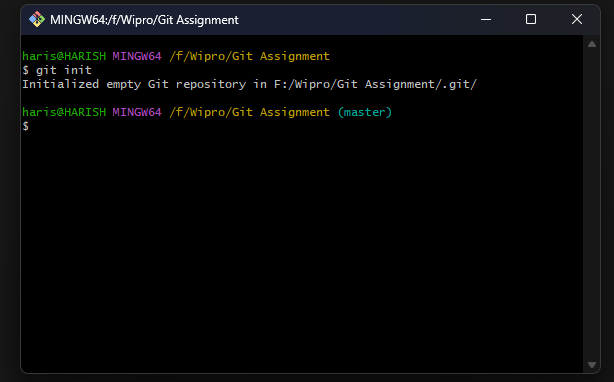 MINGW64:/f/Wipro/Git Assignment
haris@HARISH MINGW64 /f/Wipro/Git Assignment
$ git init
Initialized empty Git repository in F:/Wipro/Git Assignment/.git/
haris@HARISH MINGW64 /f/Wipro/Git Assignment (master)
$